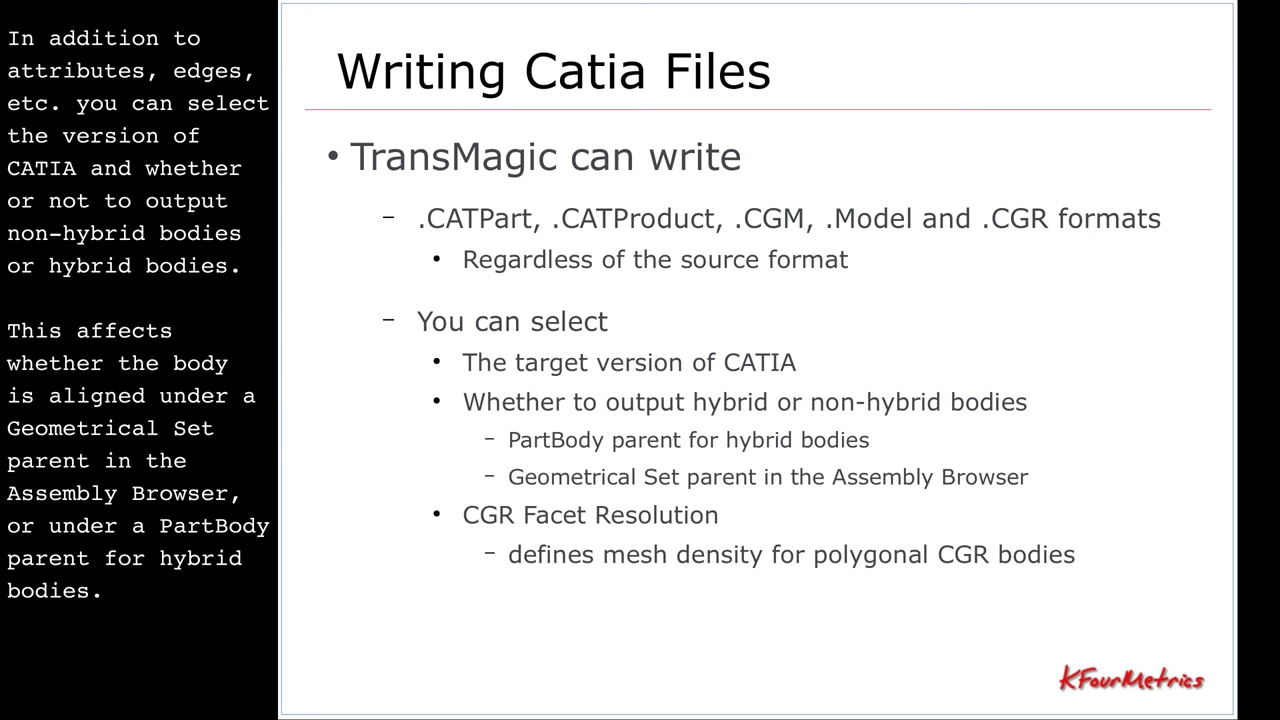 In addition to
attributes, edges,
etc. you can select
the version of
CATIA and whether
or not to output
non-hybrid bodies
or hybrid bodies.
This affects
whether the body
is aligned under a
Geometrical Set
parent in the
Assembly Browser,
or under a PartBody
parent for hybrid
bodies.
Writing Catia Files
• TransMagic can write
– .CATPart, .CATProduct, .CGM, .Model and .CGR formats
• Regardless of the source format
– You can select
• The target version of CATIA
• Whether to output hybrid or non-hybrid bodies
– PartBody parent for hybrid bodies
– Geometrical Set parent in the Assembly Browser
• CGR Facet Resolution
– defines mesh density for polygonal CGR bodies
KFourMetrics